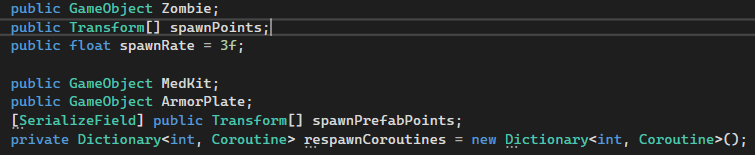 public GameObject Zombie;
public Transform[] spawnPoints;
public float spawnRate = 3f;
public GameObject MedKit;
public GameObject ArmorPlate;
[SerializeField] public Transform[] spawnPrefabPoints;
private Dictionary<int, Coroutine> respawnCoroutines = new Dictionary<int, Coroutine>();